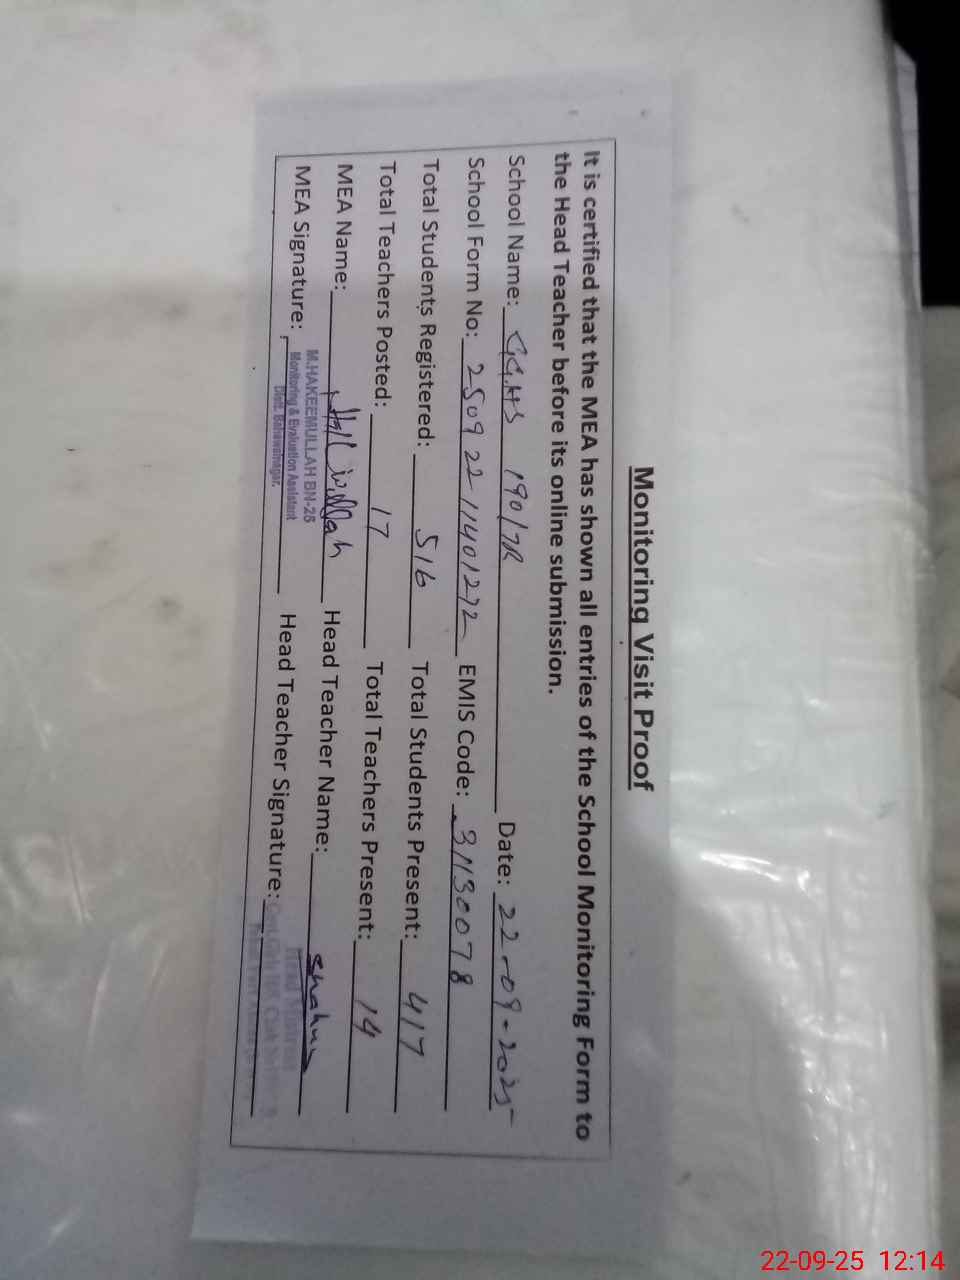 Monitoring Visit Proof
It is certified that the MEA has shown all entries of the School Monitoring Form to
the Head Teacher before its online submission.
School Name: G.G.H.S 190/7R Date: 22-09-2025
School Form No: 250922-11401272 EMIS Code: 31130078
Total Students Registered: 516 Total Students Present: 417
Total Teachers Posted: 17 Total Teachers Present: 14
MEA Name: Head Teacher Name:
MEA Signature: Head Teacher Signature:
M.HAKEEMULLAH BN-25
Monitoring & Evaluation Assistant
Distt. Bahawalnagar.
Head Mistress
22-09-25 12:14